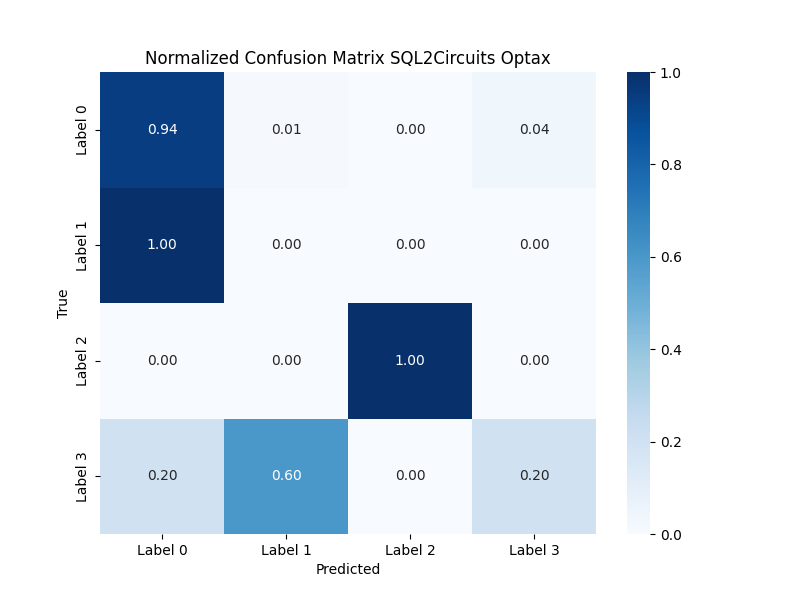 Normalized Confusion Matrix SQL2Circuits Optax
True
Label 0
0.94
0.01
0.00
0.04
Label 1
1.00
0.00
0.00
0.00
Label 2
0.00
0.00
1.00
0.00
Label 3
0.20
0.60
0.00
0.20
Label 0
Label 1
Label 2
Label 3
Predicted
1.0
0.8
0.6
0.4
0.2
0.0